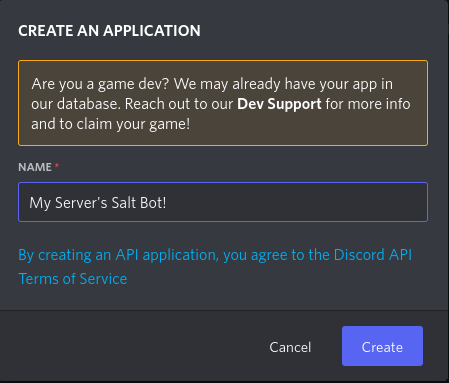 CREATE AN APPLICATION
Are you a game dev? We may already have your app in
our database. Reach out to our Dev Support for more info
and to claim your game!
NAME *
My Server's Salt Bot!
By creating an API application, you agree to the Discord API
Terms of Service
Cancel Create